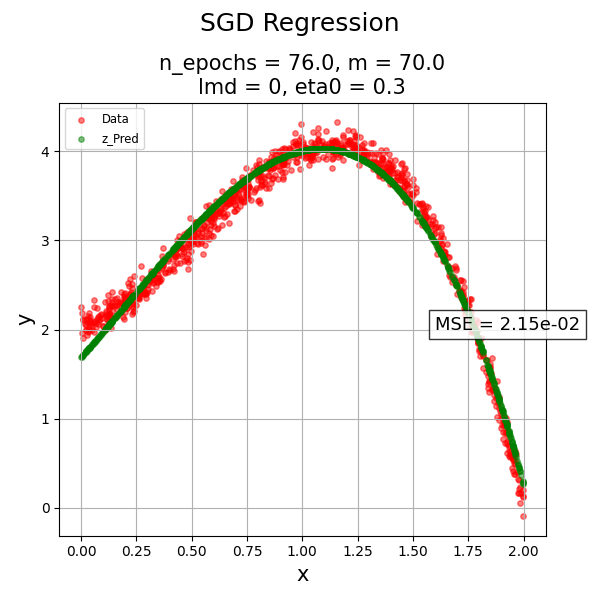 SGD Regression
n_epochs = 76.0, m = 70.0
lmd = 0, eta0 = 0.3
Data
z_Pred
4
3
2
1
0
y
MSE = 2.15e-02
0.00 0.25 0.50 0.75 1.00 1.25 1.50 1.75 2.00
x